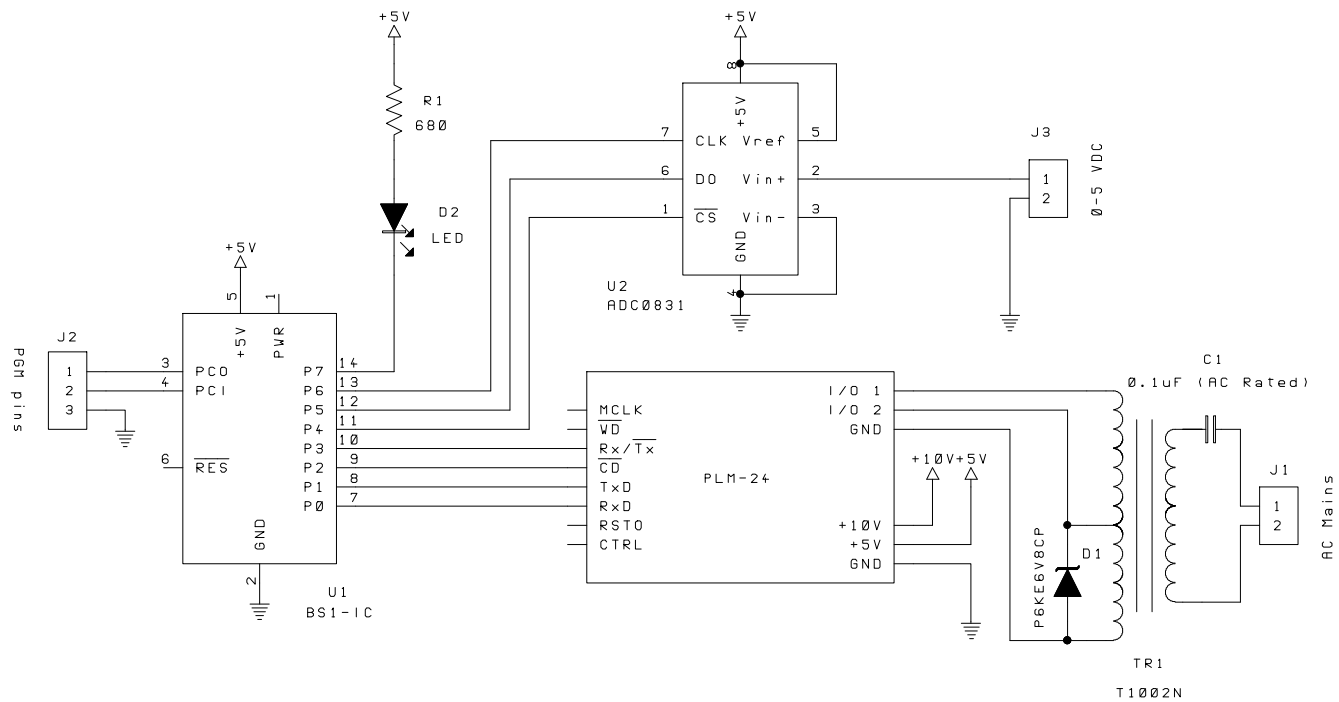 +5V
R1
680
D2
LED
+5V
8
+5V
7
CLK
Vref
5
6
DO
Vin+
2
1
CS
Vin-
3
GND
4
U2
ADC0831
J3
1
2
0-5 VDC
+5V
5
1
+5V
PWR
J2
1
2
3
PGM pins
3
PCO
4
PCI
6
RES
P7
14
P6
13
P5
12
P4
11
P3
10
P2
9
P1
8
P0
7
GND
2
U1
BS1-IC
MCLK
WD
Rx/Tx
CD
TxD
RxD
RSTO
CTRL
PLM-24
I/O 1
I/O 2
GND
+10V
+5V
GND
+10V
+5V
P6KE6V8CP
D1
C1
0.1uF (AC Rated)
J1
1
2
AC Mains
TR1
T1002N